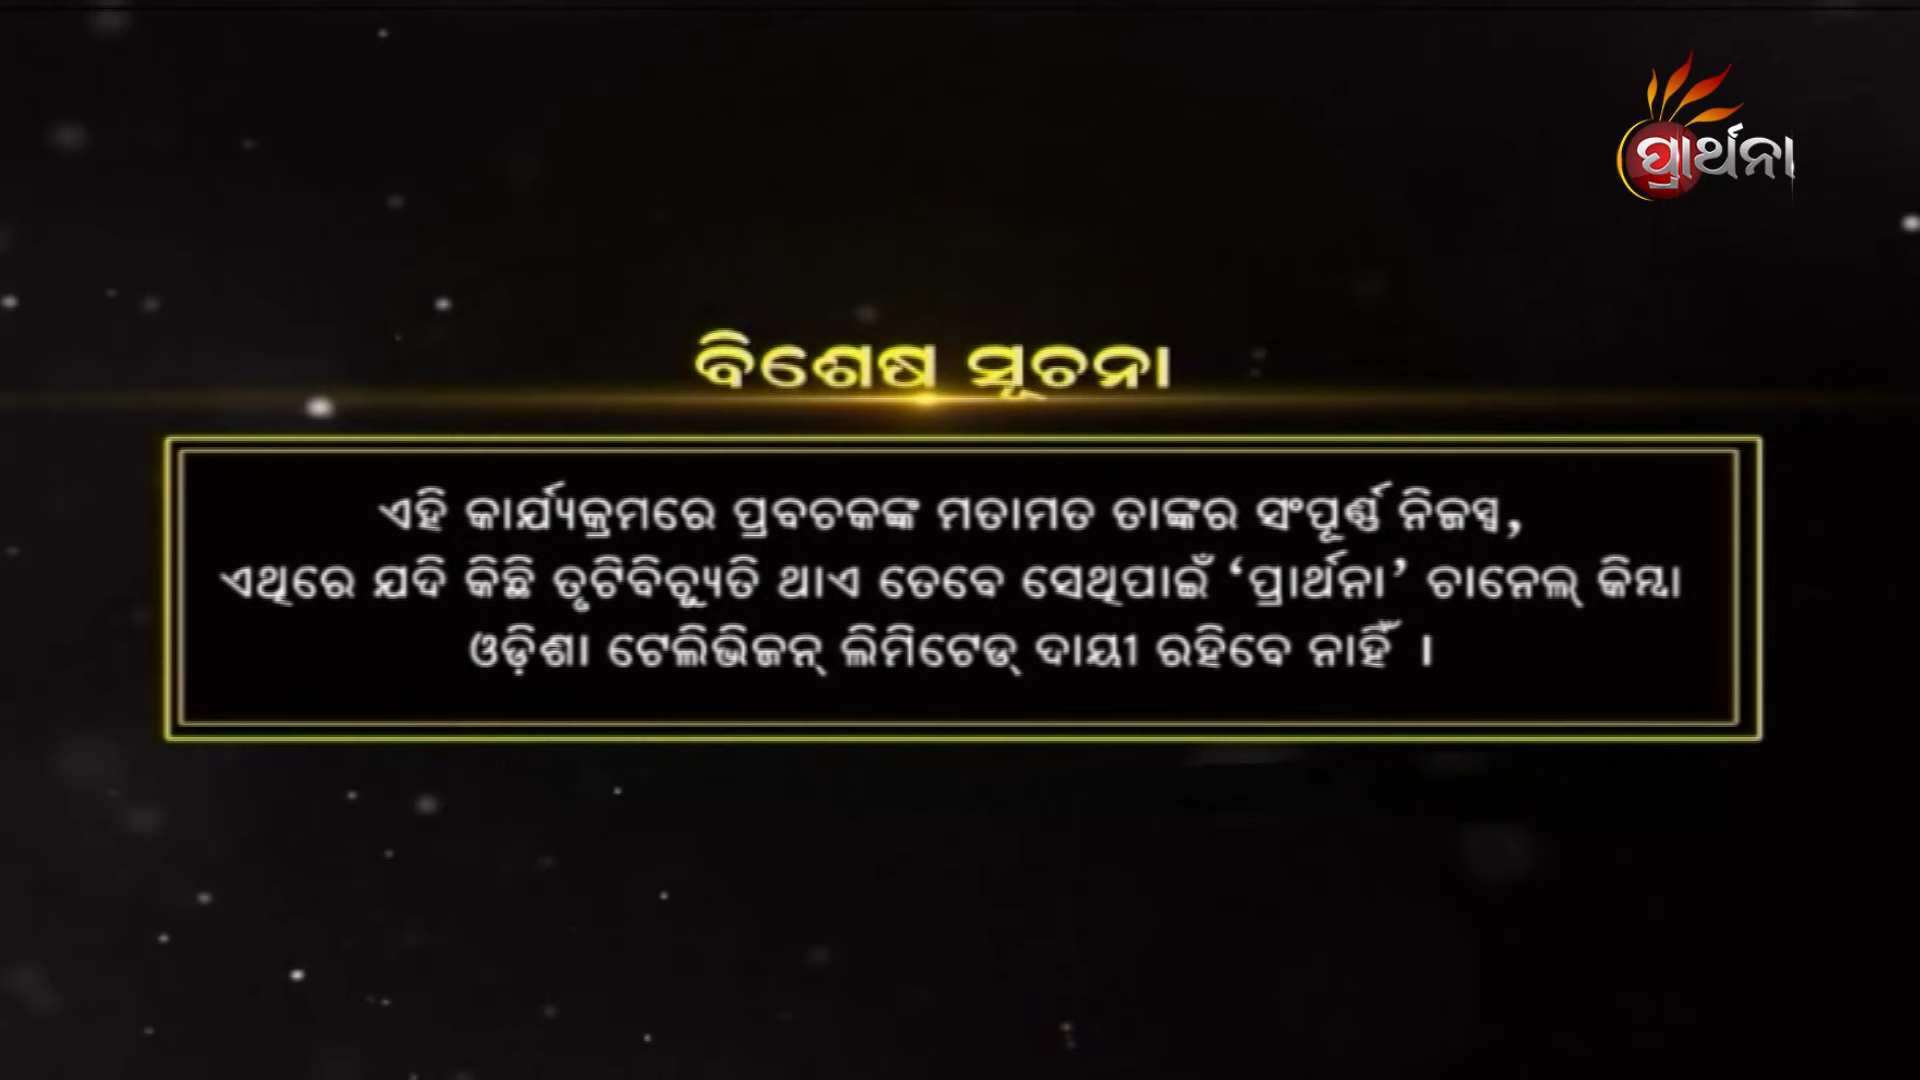 ପ୍ରାର୍ଥନା
ବିଶେଷ ସୂଚନା
ଏହି କାର୍ଯ୍ୟକ୍ରମରେ ପ୍ରବଚକଙ୍କ ମତାମତ ତାଙ୍କର ସଂପୂର୍ଣ୍ଣ ନିଜସ୍ୱ,
ଏଥିରେ ଯଦି କିଛି ତୃଟିବିଚ୍ୟୁତି ଥାଏ ତେବେ ସେଥିପାଇଁ ‘ପ୍ରାର୍ଥନା’ ଚାନେଲ୍ କିମ୍ବା
ଓଡ଼ିଶା ଟେଲିଭିଜନ୍ ଲିମିଟେଡ୍ ଦାୟୀ ରହିବେ ନାହିଁ ।